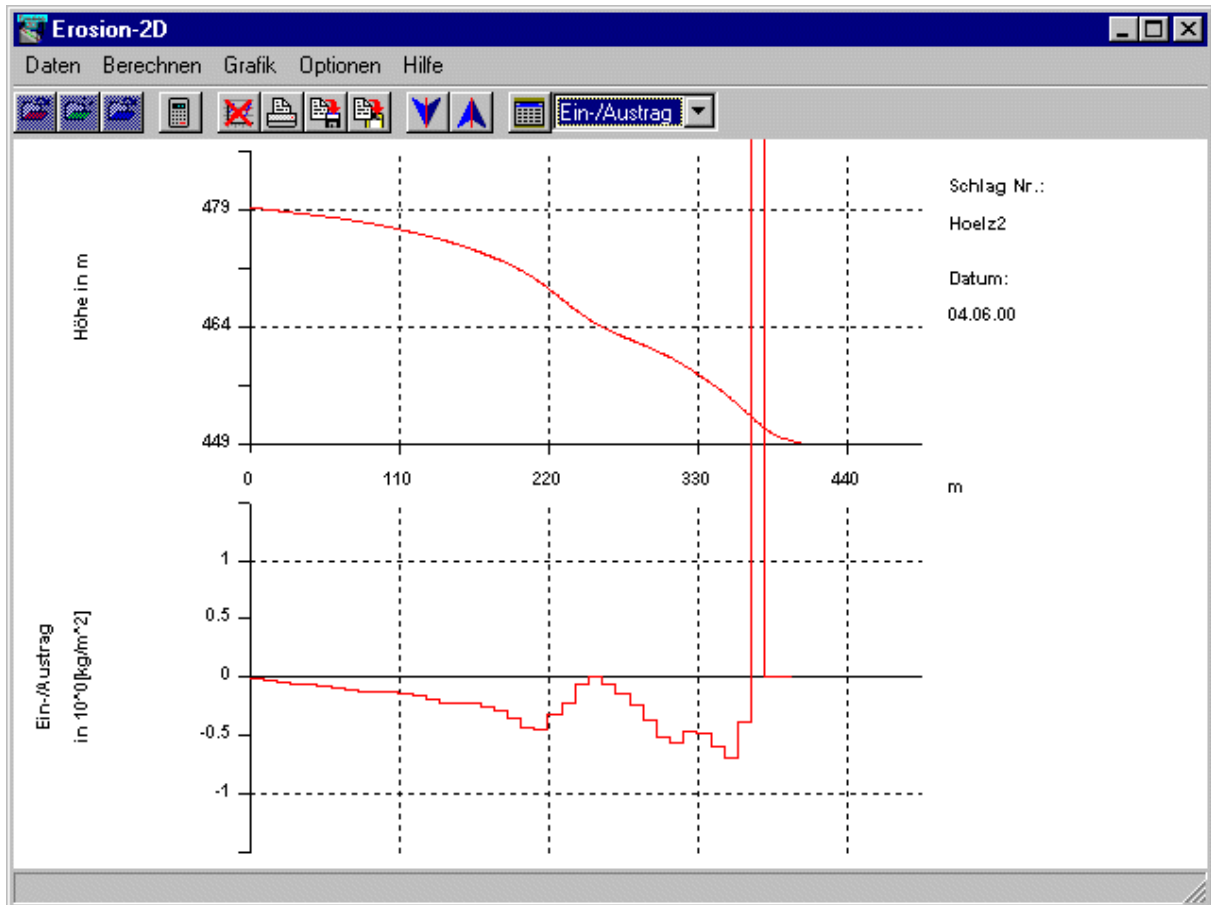 Erosion-2D
Daten Berechnen Grafik Optionen Hilfe
Ein-/Austrag
Höhe in m
479
464
449
0 110 220 330 440 m
Schlag Nr.:
Hoelz2
Datum:
04.06.00
Ein-/Austrag
in 10^0[kg/m^2]
1
0.5
0
-0.5
-1